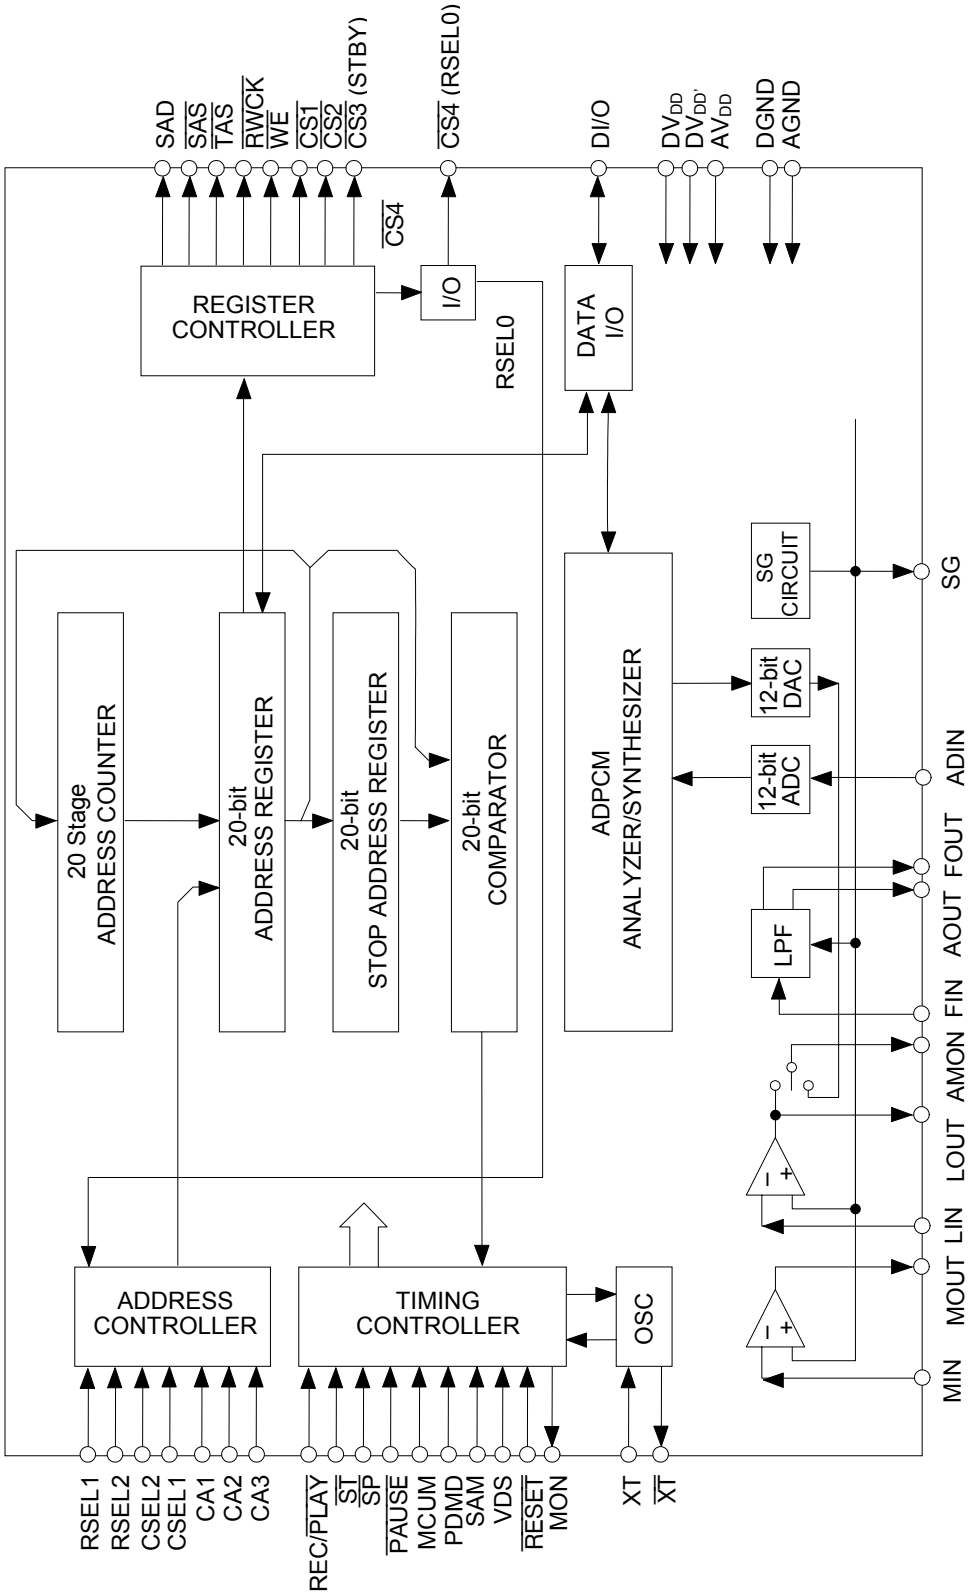 SAD
SAS
TAS
RWCK
WE
CS1
CS2
CS3 (STBY)
CS4 (RSEL0)
DI/O
DVDD
DVDD'
AVDD
DGND
AGND
REGISTER
CONTROLLER
CS4
I/O
RSEL0
DATA
I/O
20 Stage
ADDRESS COUNTER
20-bit
ADDRESS REGISTER
20-bit
STOP ADDRESS REGISTER
20-bit
COMPARATOR
ADPCM
ANALYZER/SYNTHESIZER
SG
CIRCUIT
12-bit
DAC
12-bit
ADC
LPF
− +
− +
SG
ADIN
FOUT
AOUT
FIN
AMON
LOUT
LIN
MOUT
MIN
ADDRESS
CONTROLLER
TIMING
CONTROLLER
OSC
RSEL1
RSEL2
CSEL2
CSEL1
CA1
CA2
CA3
REC/PLAY
ST
SP
PAUSE
MCUM
PDMD
SAM
VDS
RESET
MON
XT
XT